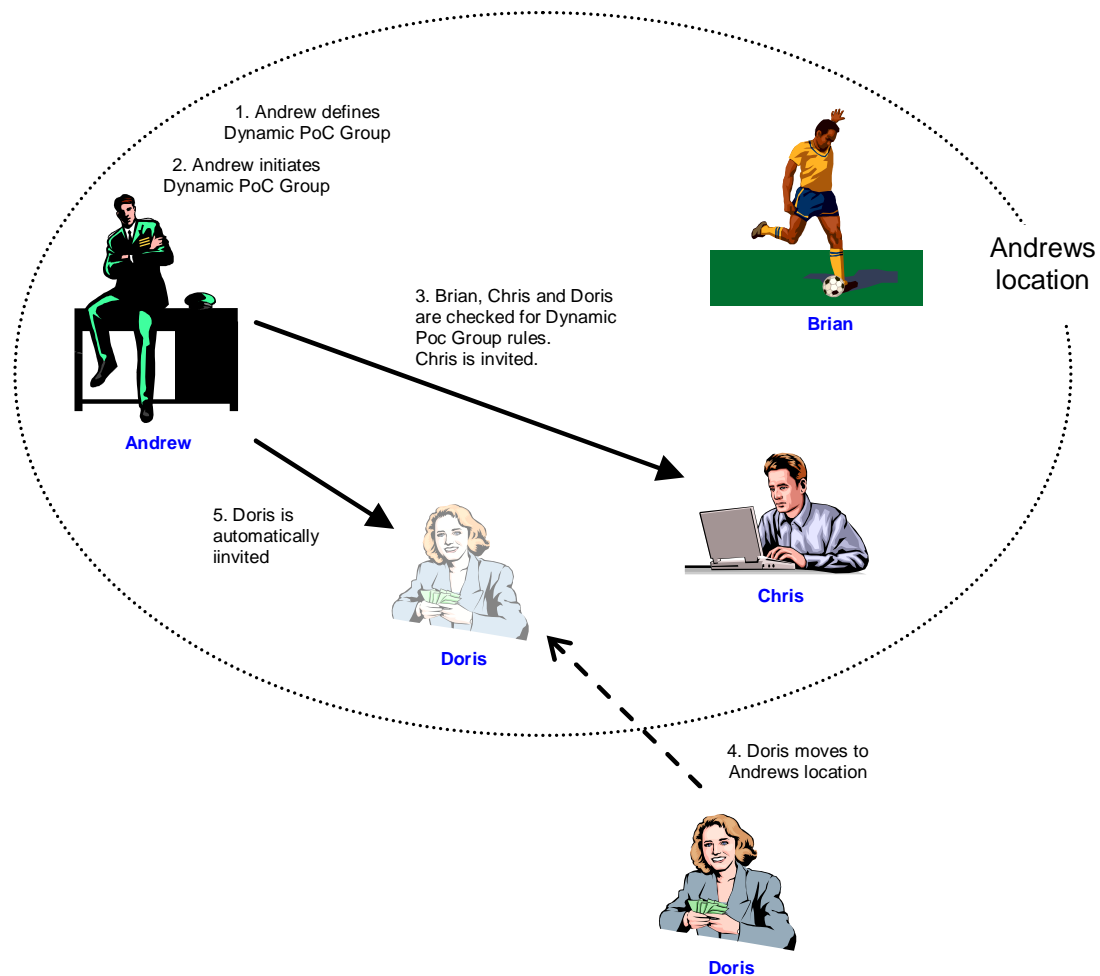 1. Andrew defines
Dynamic PoC Group
2. Andrew initiates
Dynamic PoC Group
Andrews
location
3. Brian, Chris and Doris
are checked for Dynamic
Poc Group rules.
Chris is invited.
Brian
Andrew
5. Doris is
automatically
iinvited
Chris
Doris
4. Doris moves to
Andrews location
Doris